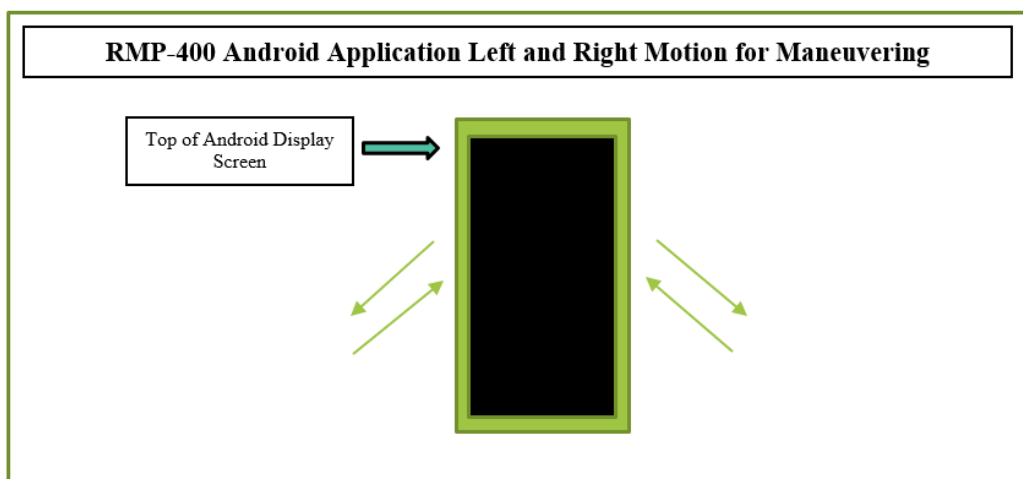 RMP-400 Android Application Left and Right Motion for Maneuvering
Top of Android Display
Screen